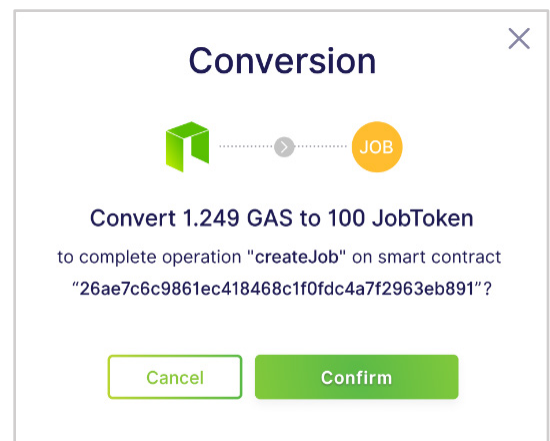 Conversion
JOB
Convert 1.249 GAS to 100 JobToken
to complete operation "createJob" on smart contract
“26ae7c6c9861ec418468c1f0fdc4a7f2963eb891”?
Cancel
Confirm